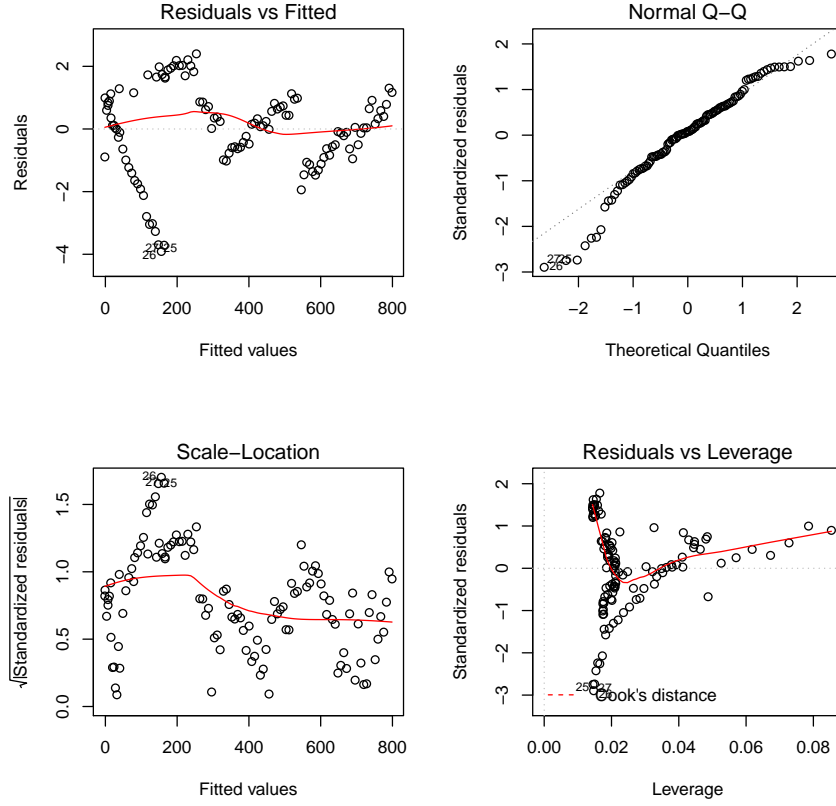 Residuals vs Fitted
Residuals
2
0
−2
−4
27
25
26
0 200 400 600 800
Fitted values
Normal Q−Q
Standardized residuals
2
1
0
−1
−2
−3
27
25
26
−2 −1 0 1 2
Theoretical Quantiles
Scale−Location
√|Standardized residuals|
1.5
1.0
0.5
0.0
26
27
25
0 200 400 600 800
Fitted values
Residuals vs Leverage
Standardized residuals
2
1
0
−1
−2
−3
25
27
26
Cook's distance
0.00 0.02 0.04 0.06 0.08
Leverage